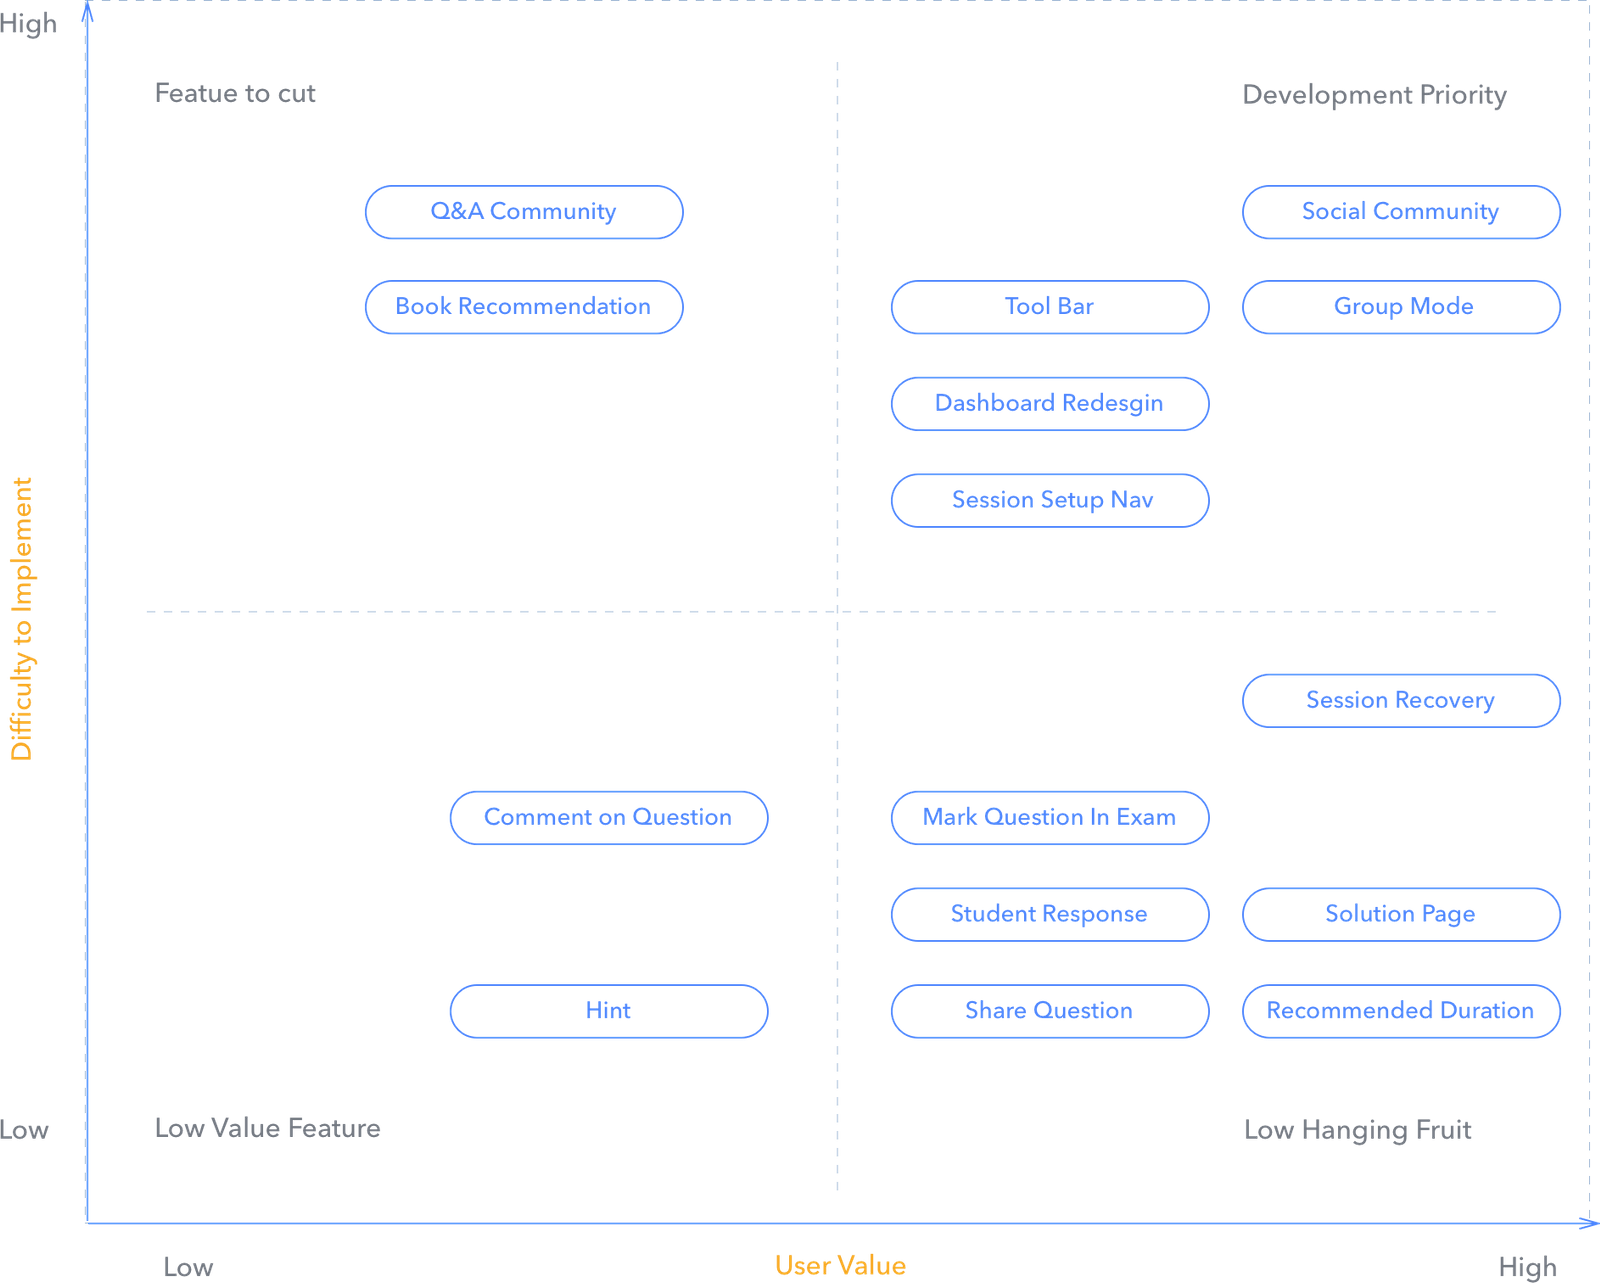 High
Featue to cut
Development Priority
Q&A Community
Social Community
Book Recommendation
Tool Bar
Group Mode
Dashboard Redesgin
Session Setup Nav
Difficulty to Implement
Session Recovery
Comment on Question
Mark Question In Exam
Student Response
Solution Page
Hint
Share Question
Recommended Duration
Low
Low Value Feature
Low Hanging Fruit
Low
User Value
High